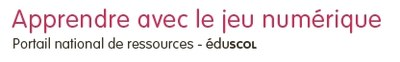 Apprendre avec le jeu numérique
Portail national de ressources - éduscol